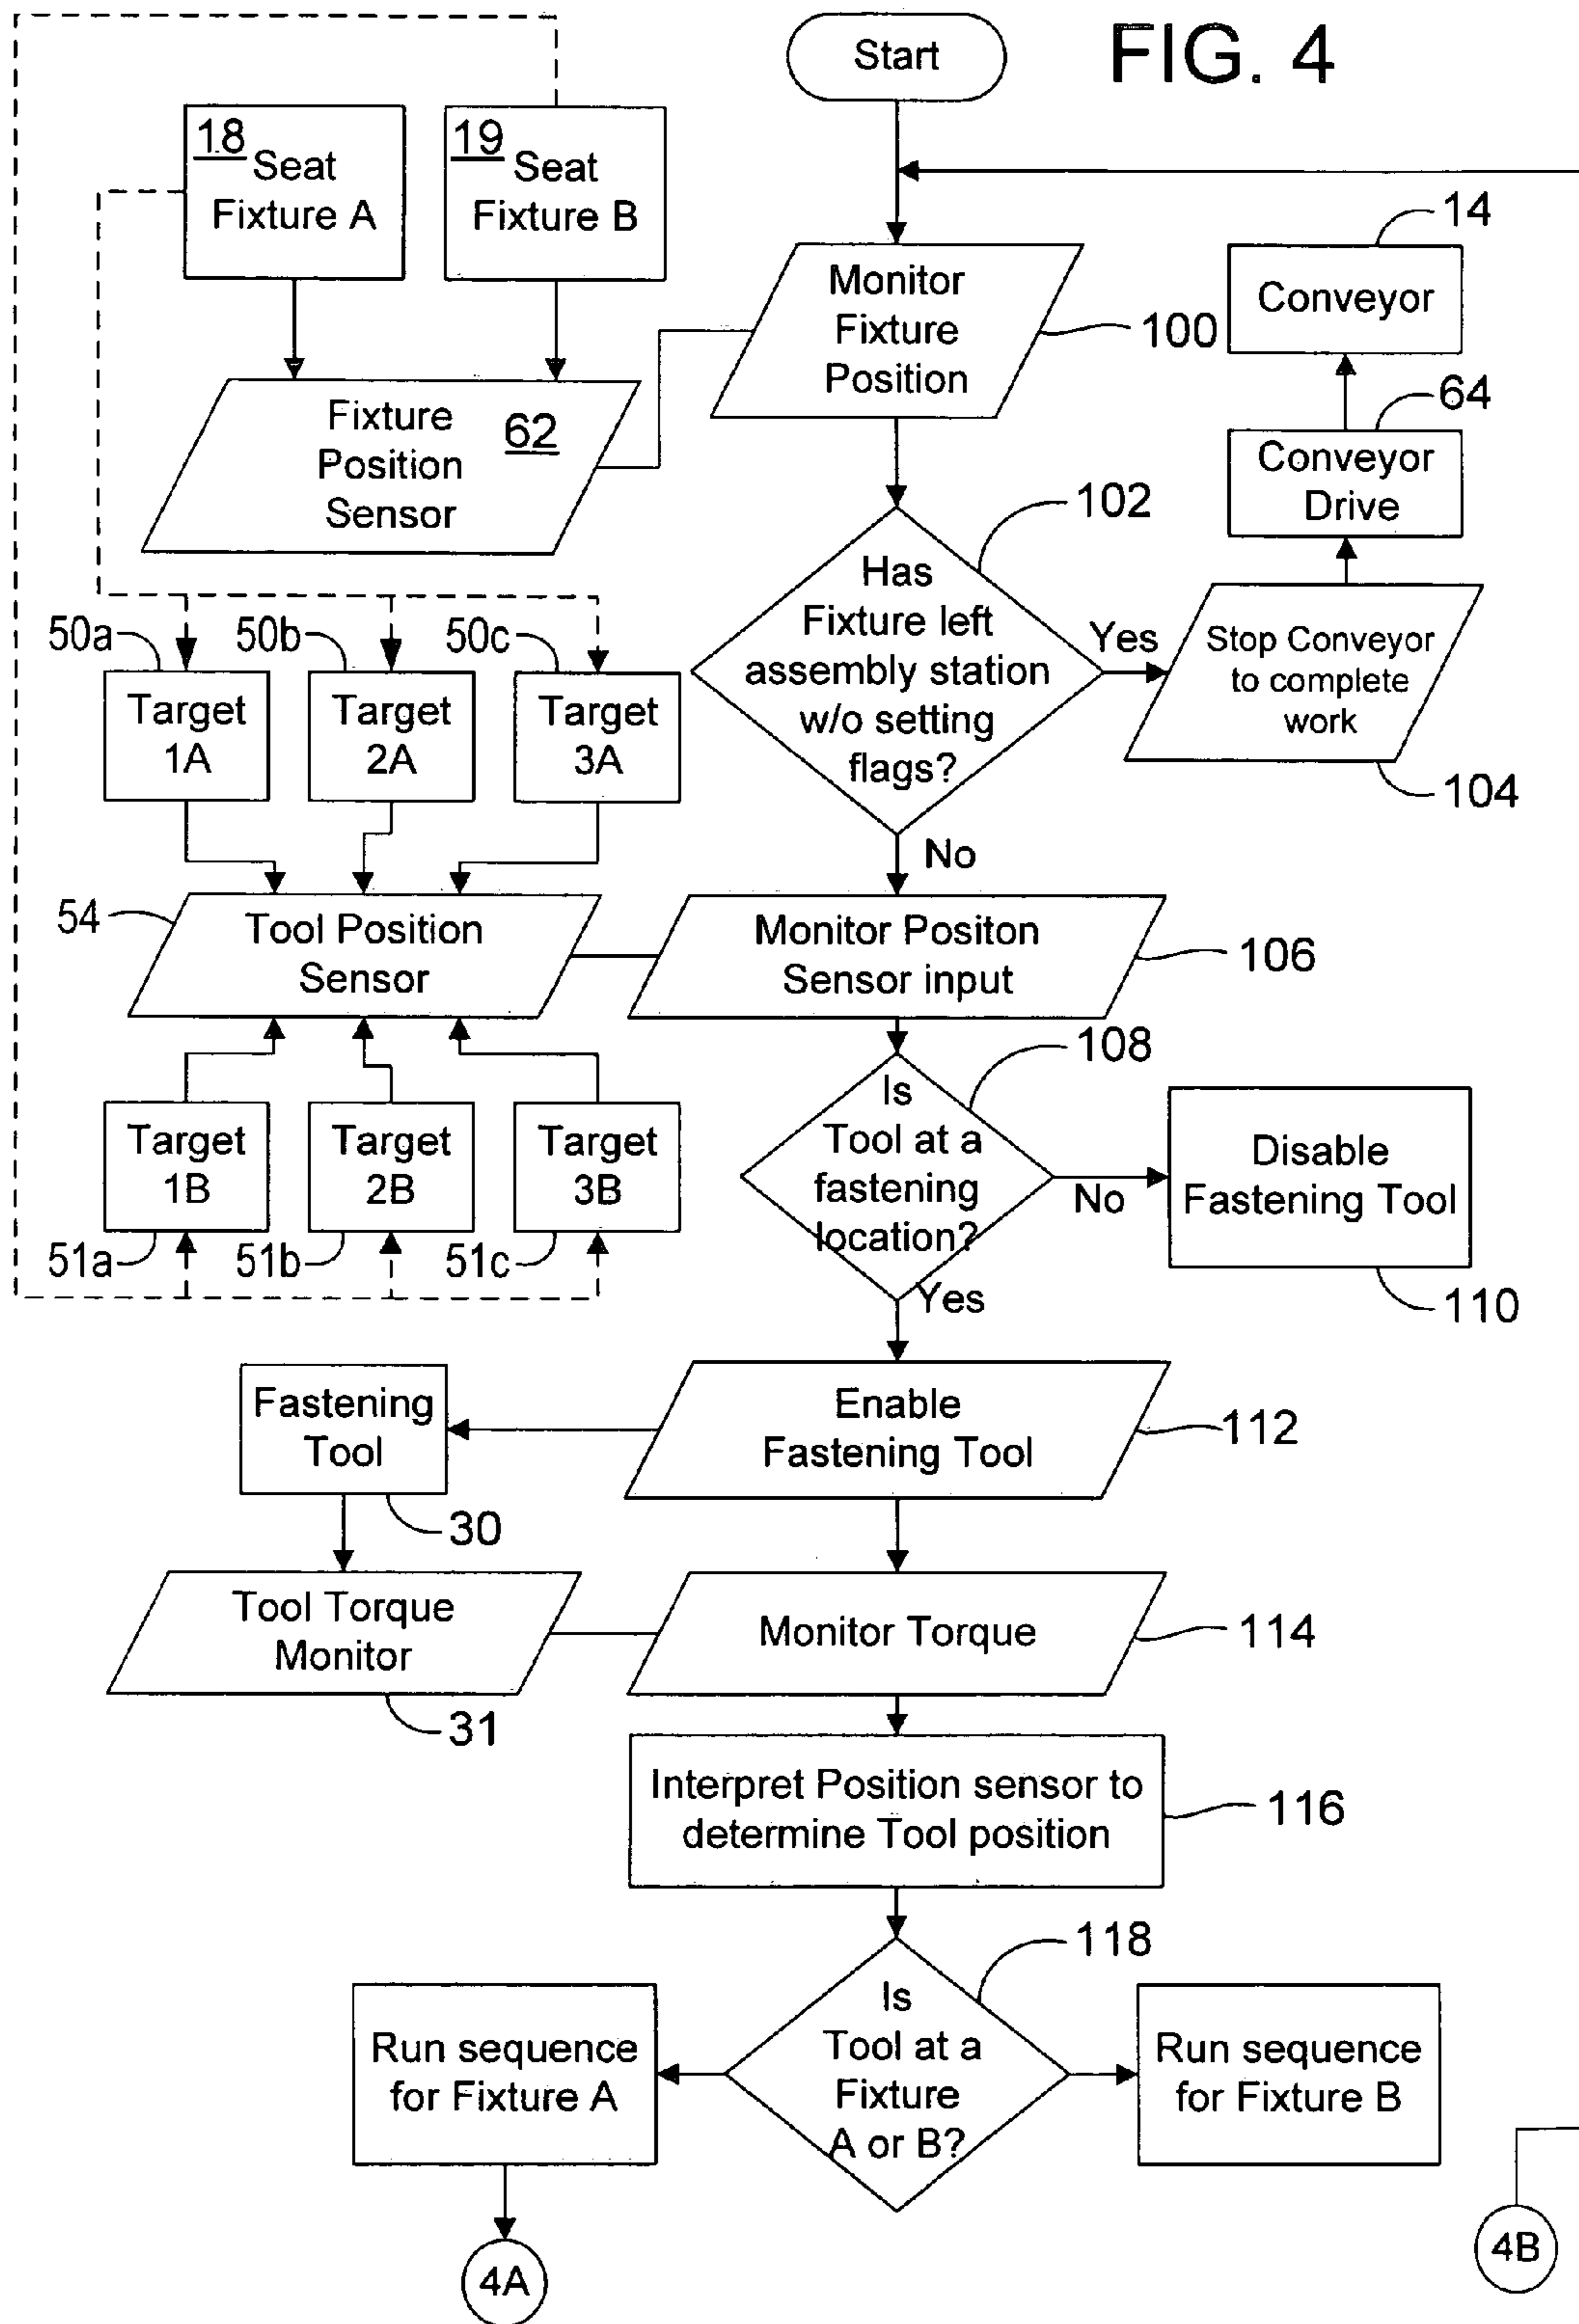 FIG. 4
Start
18
Seat
Fixture A
19
Seat
Fixture B
14
Conveyor
Monitor
Fixture
Position
100
64
Conveyor
Drive
Fixture
Position
Sensor
62
102
Has
Fixture left
assembly station
w/o setting
flags?
Yes
Stop Conveyor
to complete
work
104
No
50a
50b
50c
Target
1A
Target
2A
Target
3A
54
Tool Position
Sensor
Monitor Positon
Sensor input
106
108
Is
Tool at a
fastening
location?
No
Disable
Fastening Tool
110
Yes
Target
1B
Target
2B
Target
3B
51a
51b
51c
Fastening
Tool
30
Enable
Fastening Tool
112
Tool Torque
Monitor
31
Monitor Torque
114
Interpret Position sensor to
determine Tool position
116
118
Is
Tool at a
Fixture
A or B?
Run sequence
for Fixture A
Run sequence
for Fixture B
4A
4B